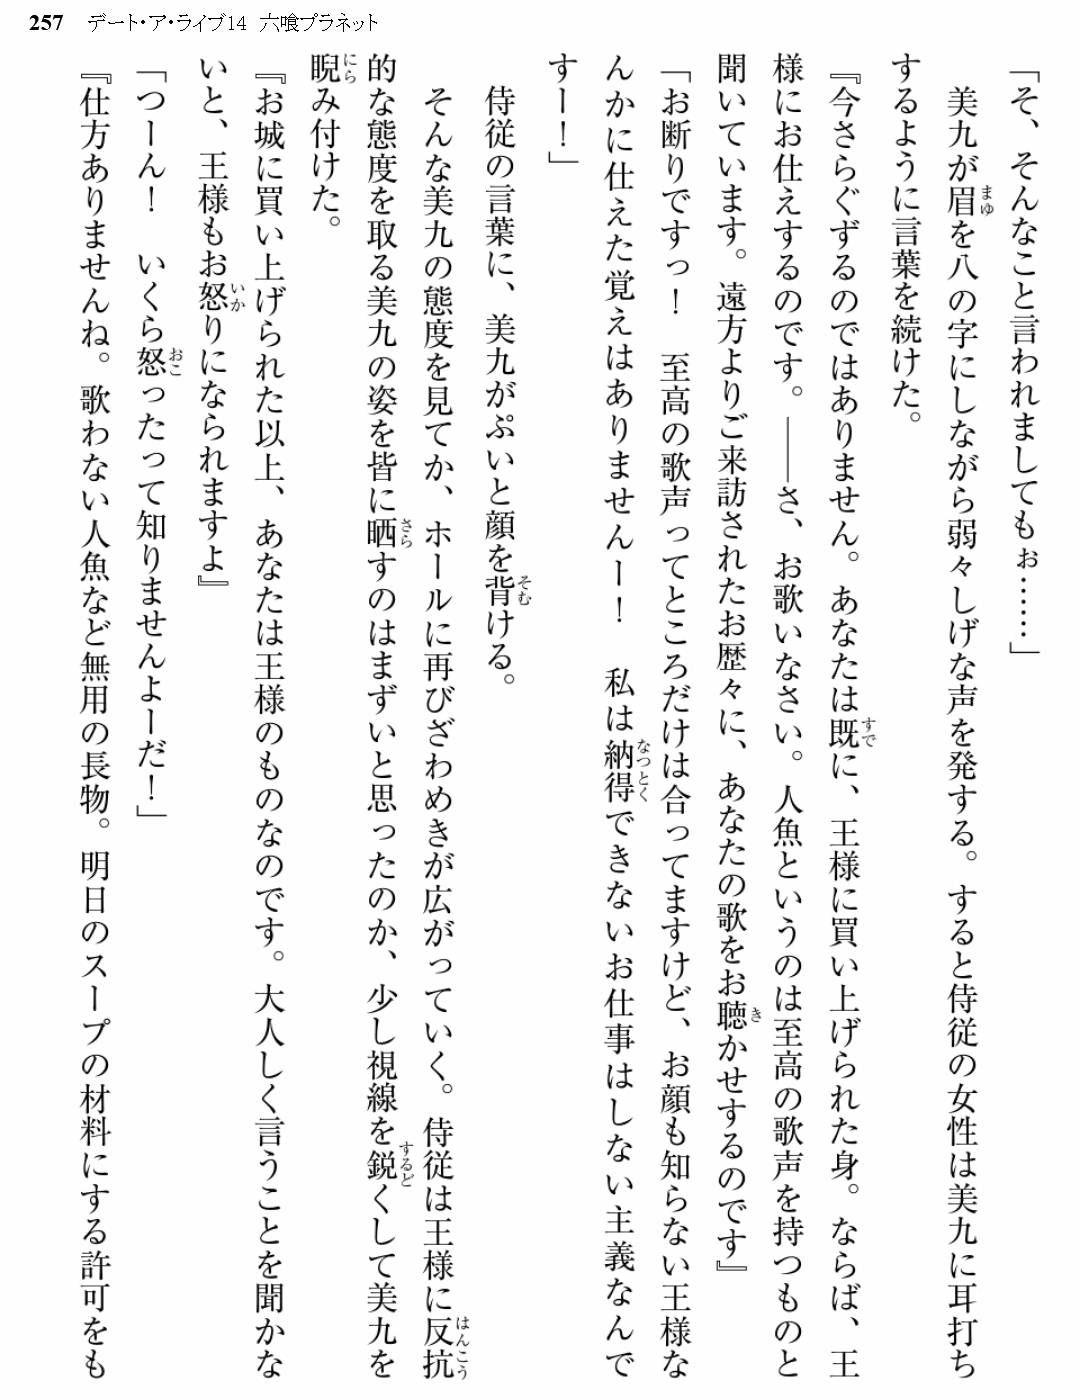 257 デート・ア・ライブ14 六喰プラネット
「そ、そんなこと言われましてもぉ……」
　美九が眉を八の字にしながら弱々しげな声を発する。すると侍従の女性は美九に耳打ち
するように言葉を続けた。
『今さらぐずるのではありません。あなたは既に、王様に買い上げられた身。ならば、王
様にお仕えするのです。――さ、お歌いなさい。人魚というのは至高の歌声を持つものと
聞いています。遠方よりご来訪されたお歴々に、あなたの歌をお聴かせするのです』
「お断りですっ！　至高の歌声ってところだけは合ってますけど、お顔も知らない王様な
んかに仕えた覚えはありませんー！　私は納得できないお仕事はしない主義なんで
すー！」
　侍従の言葉に、美九がぷいと顔を背ける。
　そんな美九の態度を見てか、ホールに再びざわめきが広がっていく。侍従は王様に反抗
的な態度を取る美九の姿を皆に晒すのはまずいと思ったのか、少し視線を鋭くして美九を
睨み付けた。
『お城に買い上げられた以上、あなたは王様のものなのです。大人しく言うことを聞かな
いと、王様もお怒りになられますよ』
「つーん！　いくら怒ったって知りませんよーだ！」
『仕方ありませんね。歌わない人魚など無用の長物。明日のスープの材料にする許可をも